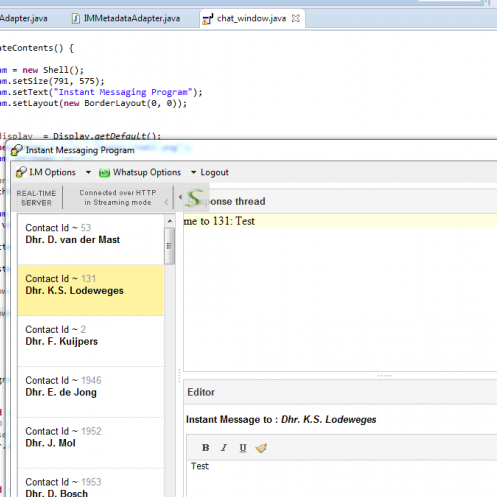 Adapter.java
IMMetadataAdapter.java
chat_window.java
ateContents() {
am = new Shell();
am.setSize(791, 575);
am.setText("Instant Messaging Program");
am.setLayout(new BorderLayout(0, 0));
display = Display.getDefault();
Instant Messaging Program
I.M Options
Whatsup Options
Logout
REAL-TIME
SERVER
Connected over HTTP
in Streaming mode
S
ponse thread
me to 131: Test
Contact Id ~ 53
Dhr. D. van der Mast
Contact Id ~ 131
Dhr. K.S. Lodeweges
Contact Id ~ 2
Dhr. F. Kuijpers
Contact Id ~ 1946
Dhr. E. de Jong
Contact Id ~ 1952
Dhr. J. Mol
Contact Id ~ 1953
Dhr. D. Bosch
Editor
Instant Message to : Dhr. K.S. Lodeweges
B I U
Test